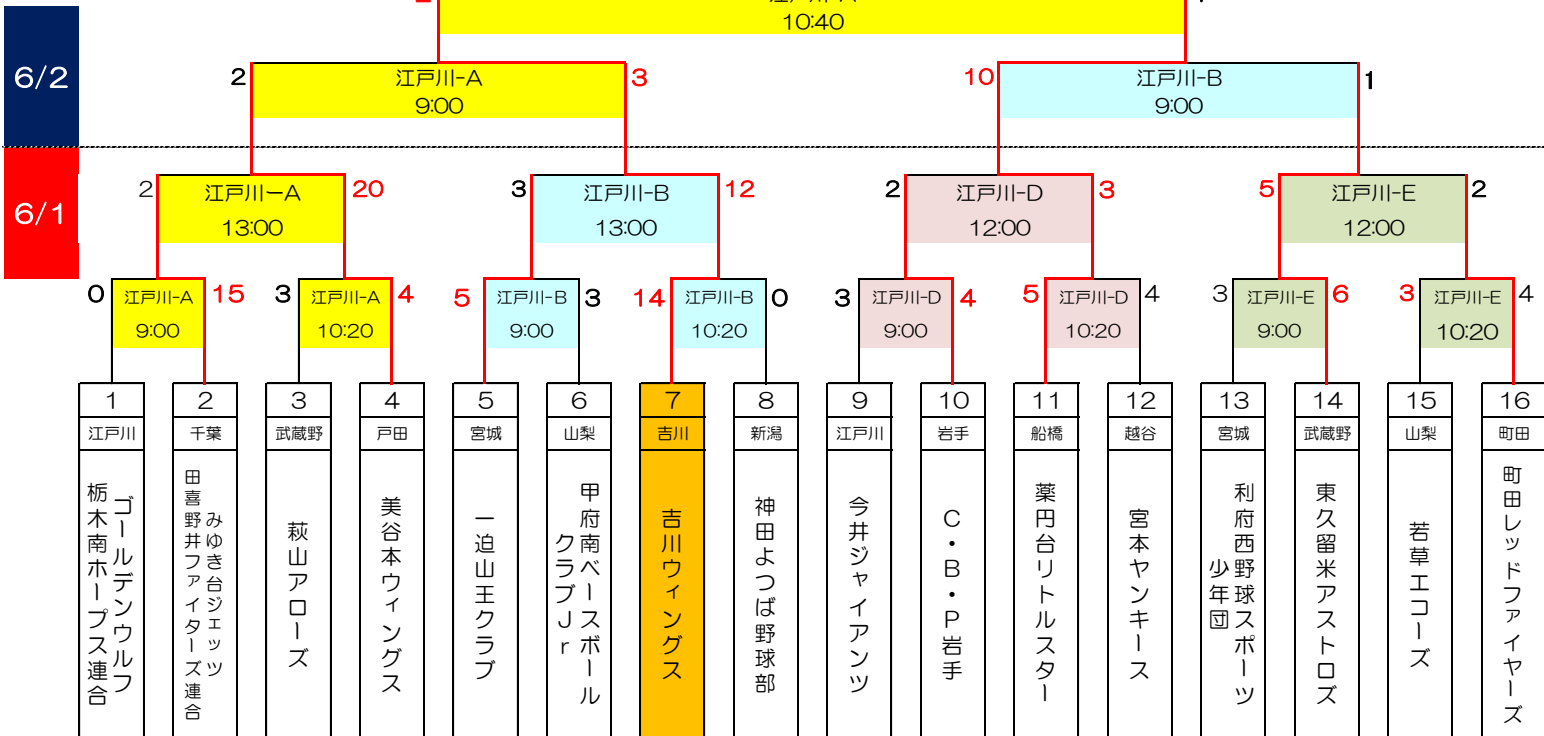 10:40
6/2
2
江戸川-A
9:00
3
10
江戸川-B
9:00
1
6/1
2
江戸川ーA
13:00
20
3
江戸川-B
13:00
12
2
江戸川-D
12:00
3
5
江戸川-E
12:00
2
0
江戸川-A
9:00
15
3
江戸川-A
10:20
4
5
江戸川-B
9:00
3
14
江戸川-B
10:20
0
3
江戸川-D
9:00
4
5
江戸川-D
10:20
4
3
江戸川-E
9:00
6
3
江戸川-E
10:20
4
1
江戸川
ゴールデンウルフ
栃木南ホープス連合
2
千葉
みゆき台ジェッツ
田喜野井ファイターズ連合
3
武蔵野
萩山アローズ
4
戸田
美谷本ウィングス
5
宮城
一迫山王クラブ
6
山梨
甲府南ベースボール
クラブJr
7
吉川
吉川ウィングス
8
新潟
神田よつば野球部
9
江戸川
今井ジャイアンツ
10
岩手
C・B・P岩手
11
船橋
薬円台リトルスター
12
越谷
宮本ヤンキース
13
宮城
利府西野球スポーツ
少年団
14
武蔵野
東久留米アストロズ
15
山梨
若草エコーズ
16
町田
町田レッドファイヤーズ